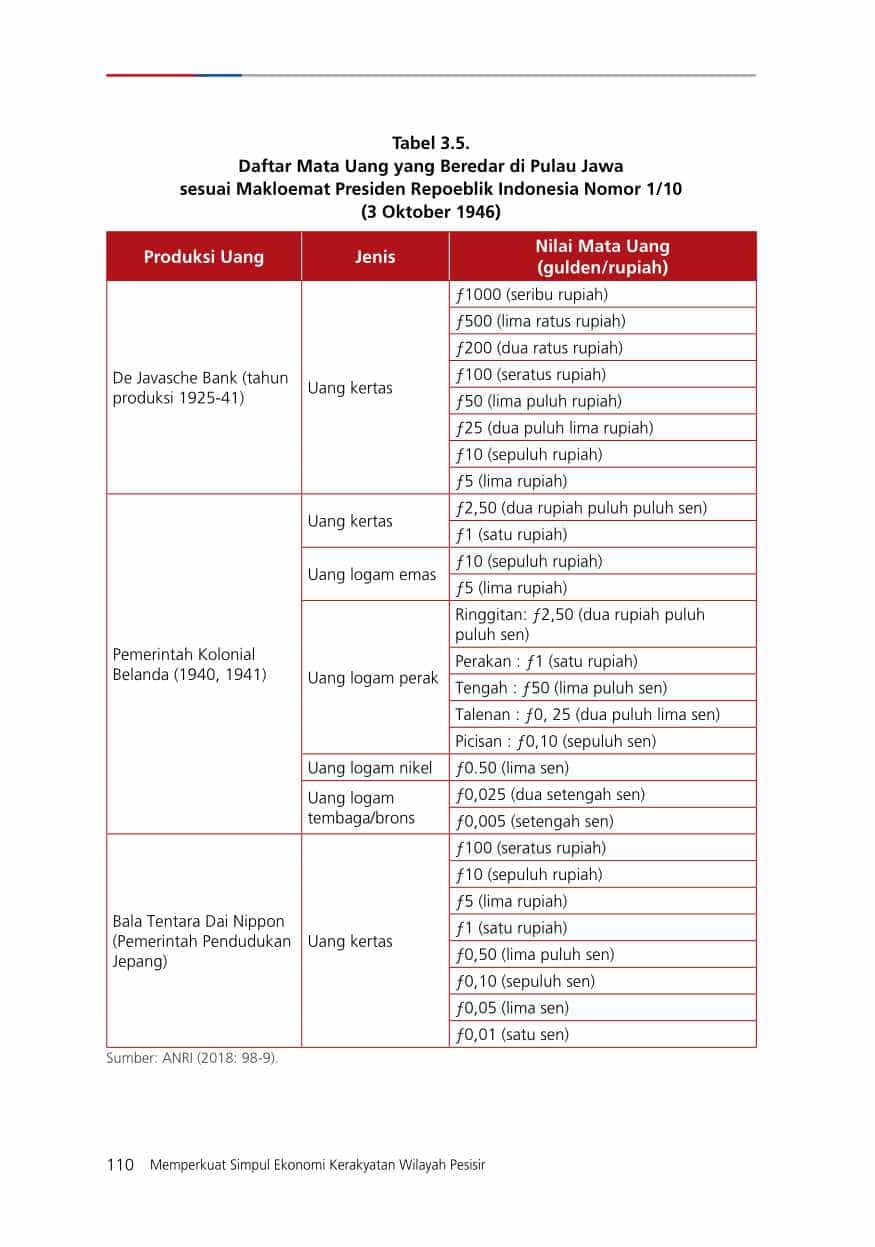 Tabel 3.5.
Daftar Mata Uang yang Beredar di Pulau Jawa
sesuai Makloemat Presiden Repoeblik Indonesia Nomor 1/10
(3 Oktober 1946)
Produksi Uang
Jenis
Nilai Mata Uang
(gulden/rupiah)
De Javasche Bank (tahun
produksi 1925-41)
Uang kertas
ƒ1000 (seribu rupiah)
ƒ500 (lima ratus rupiah)
ƒ200 (dua ratus rupiah)
ƒ100 (seratus rupiah)
ƒ50 (lima puluh rupiah)
ƒ25 (dua puluh lima rupiah)
ƒ10 (sepuluh rupiah)
ƒ5 (lima rupiah)
Pemerintah Kolonial
Belanda (1940, 1941)
Uang kertas
ƒ2,50 (dua rupiah puluh puluh sen)
ƒ1 (satu rupiah)
Uang logam emas
ƒ10 (sepuluh rupiah)
ƒ5 (lima rupiah)
Uang logam perak
Ringgitan: ƒ2,50 (dua rupiah puluh
puluh sen)
Perakan : ƒ1 (satu rupiah)
Tengah : ƒ50 (lima puluh sen)
Talenan : ƒ0, 25 (dua puluh lima sen)
Picisan : ƒ0,10 (sepuluh sen)
Uang logam nikel
ƒ0.50 (lima sen)
Uang logam
tembaga/brons
ƒ0,025 (dua setengah sen)
ƒ0,005 (setengah sen)
Bala Tentara Dai Nippon
(Pemerintah Pendudukan
Jepang)
Uang kertas
ƒ100 (seratus rupiah)
ƒ10 (sepuluh rupiah)
ƒ5 (lima rupiah)
ƒ1 (satu rupiah)
ƒ0,50 (lima puluh sen)
ƒ0,10 (sepuluh sen)
ƒ0,05 (lima sen)
ƒ0,01 (satu sen)
Sumber: ANRI (2018: 98-9).
110 Memperkuat Simpul Ekonomi Kerakyatan Wilayah Pesisir